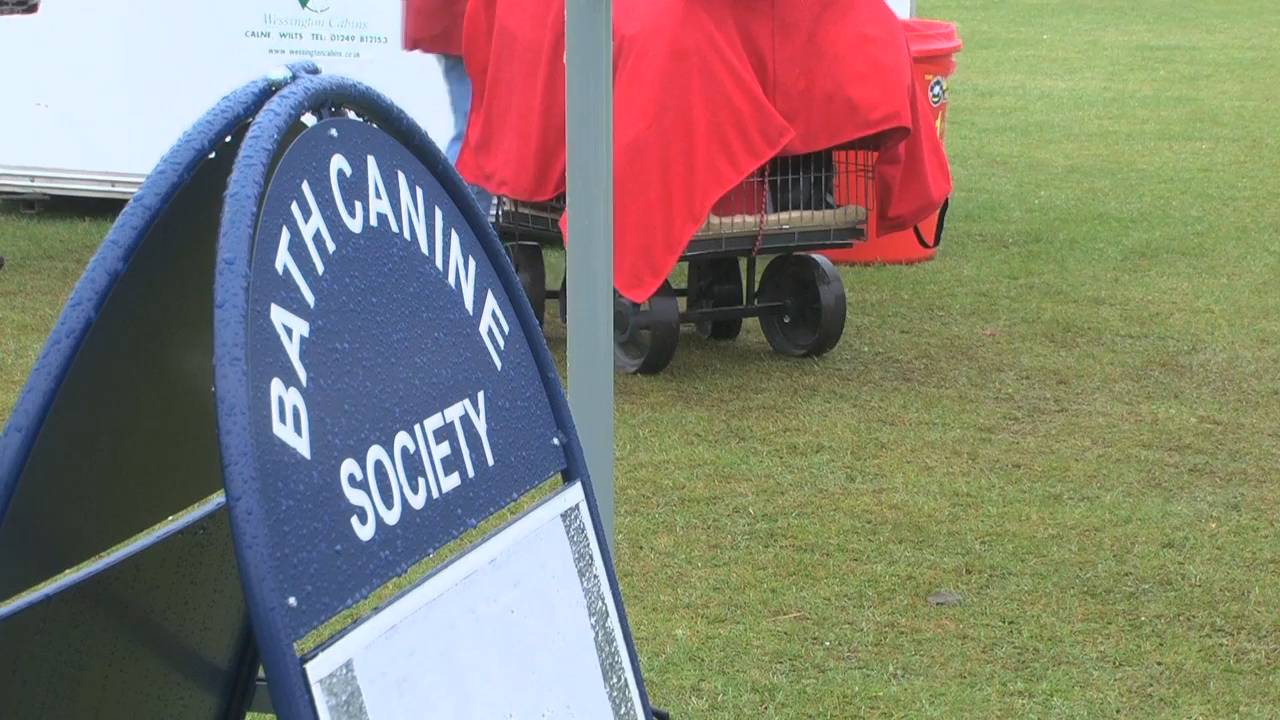 Wessington Cabins
CALNE, WILTS TEL: 01249 812153
www.wessingtoncabins.co.uk
BATH CANINE
SOCIETY